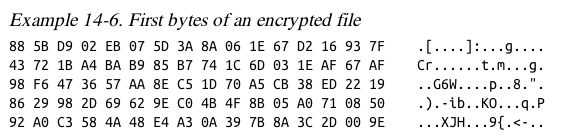 Example 14-6. First bytes of an encrypted file
88 5B D9 02 EB 07 5D 3A 8A 06 1E 67 D2 16 93 7F .[....]:...g....
43 72 1B A4 BA B9 85 B7 74 1C 6D 03 1E AF 67 AF Cr......t.m...g.
98 F6 47 36 57 AA 8E C5 1D 70 A5 CB 38 ED 22 19 ..G6W....p..8.".
86 29 98 2D 69 62 9E C0 4B 4F 8B 05 A0 71 08 50 .).-ib..KO...q.P
92 A0 C3 58 4A 48 E4 A3 0A 39 7B 8A 3C 2D 00 9E ...XJH...9{.<-..